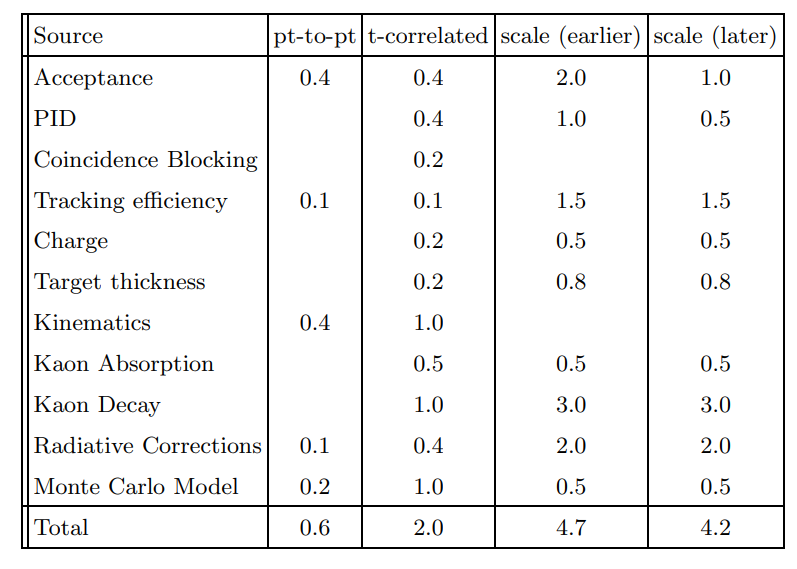 Source pt-to-pt t-correlated scale (earlier) scale (later)
Acceptance 0.4 0.4 2.0 1.0
PID 0.4 1.0 0.5
Coincidence Blocking 0.2
Tracking efficiency 0.1 0.1 1.5 1.5
Charge 0.2 0.5 0.5
Target thickness 0.2 0.8 0.8
Kinematics 0.4 1.0
Kaon Absorption 0.5 0.5 0.5
Kaon Decay 1.0 3.0 3.0
Radiative Corrections 0.1 0.4 2.0 2.0
Monte Carlo Model 0.2 1.0 0.5 0.5
Total 0.6 2.0 4.7 4.2